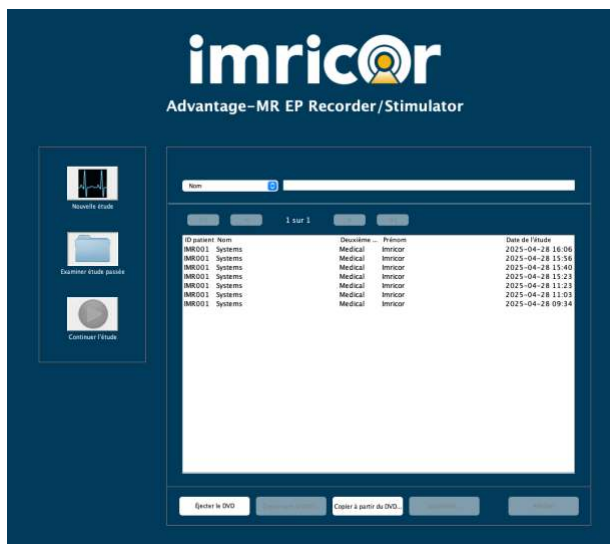 imricor
Advantage-MR EP Recorder/Stimulator
Nouvelle étude
Examiner étude passée
Continuer l'étude
Nom
1 sur 1
ID patient Nom Deuxième ... Prénom Date de l'étude
IMR001 Systems Medical Imricor 2025-04-28 16:06
IMR001 Systems Medical Imricor 2025-04-28 15:56
IMR001 Systems Medical Imricor 2025-04-28 15:40
IMR001 Systems Medical Imricor 2025-04-28 15:23
IMR001 Systems Medical Imricor 2025-04-28 11:23
IMR001 Systems Medical Imricor 2025-04-28 11:03
IMR001 Systems Medical Imricor 2025-04-28 09:34
Éjecter le DVD Copier à partir du DVD...